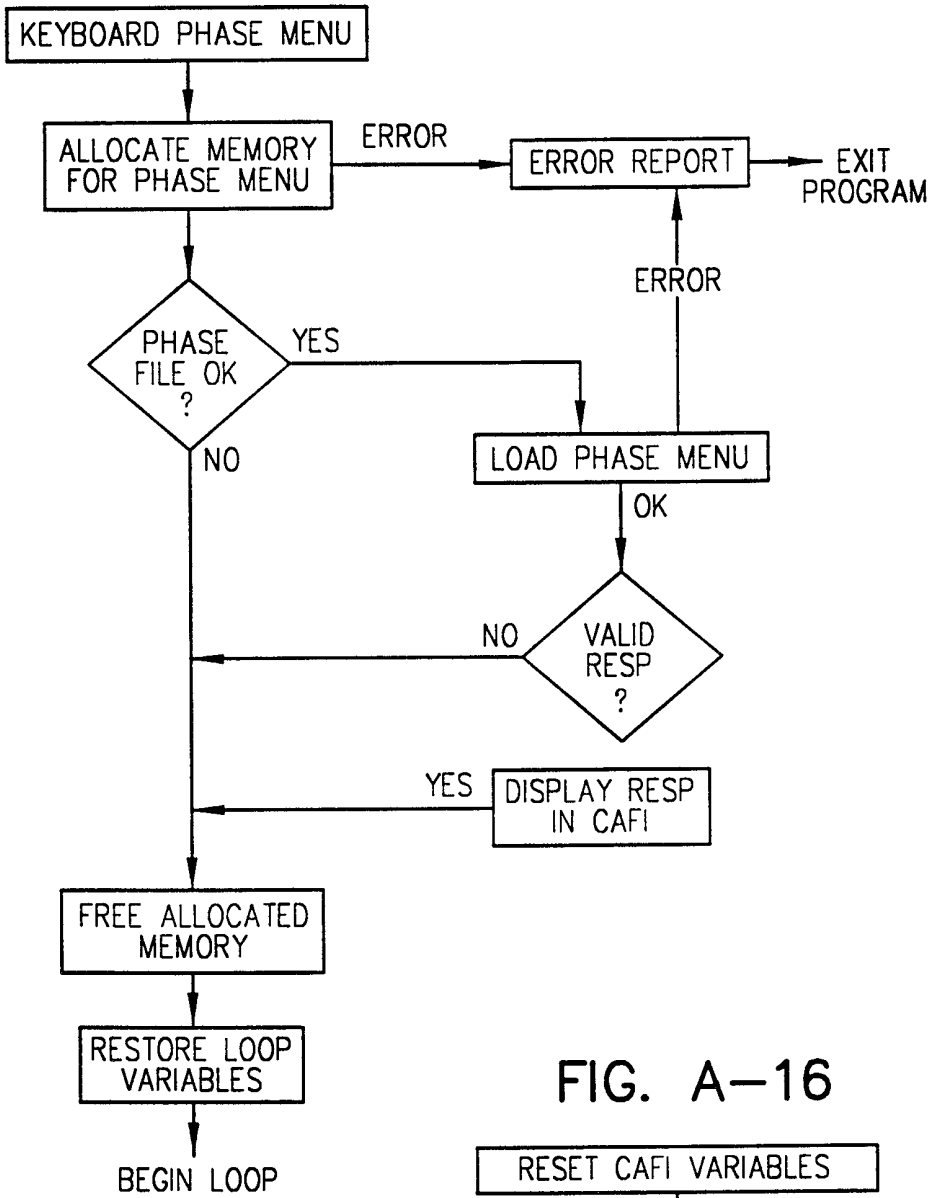 KEYBOARD PHASE MENU
ALLOCATE MEMORY
FOR PHASE MENU
ERROR
ERROR REPORT
EXIT
PROGRAM
ERROR
PHASE
FILE OK
?
YES
NO
LOAD PHASE MENU
OK
VALID
RESP
?
NO
YES
DISPLAY RESP
IN CAFI
FREE ALLOCATED
MEMORY
RESTORE LOOP
VARIABLES
BEGIN LOOP
FIG. A-16
RESET CAFI VARIABLES